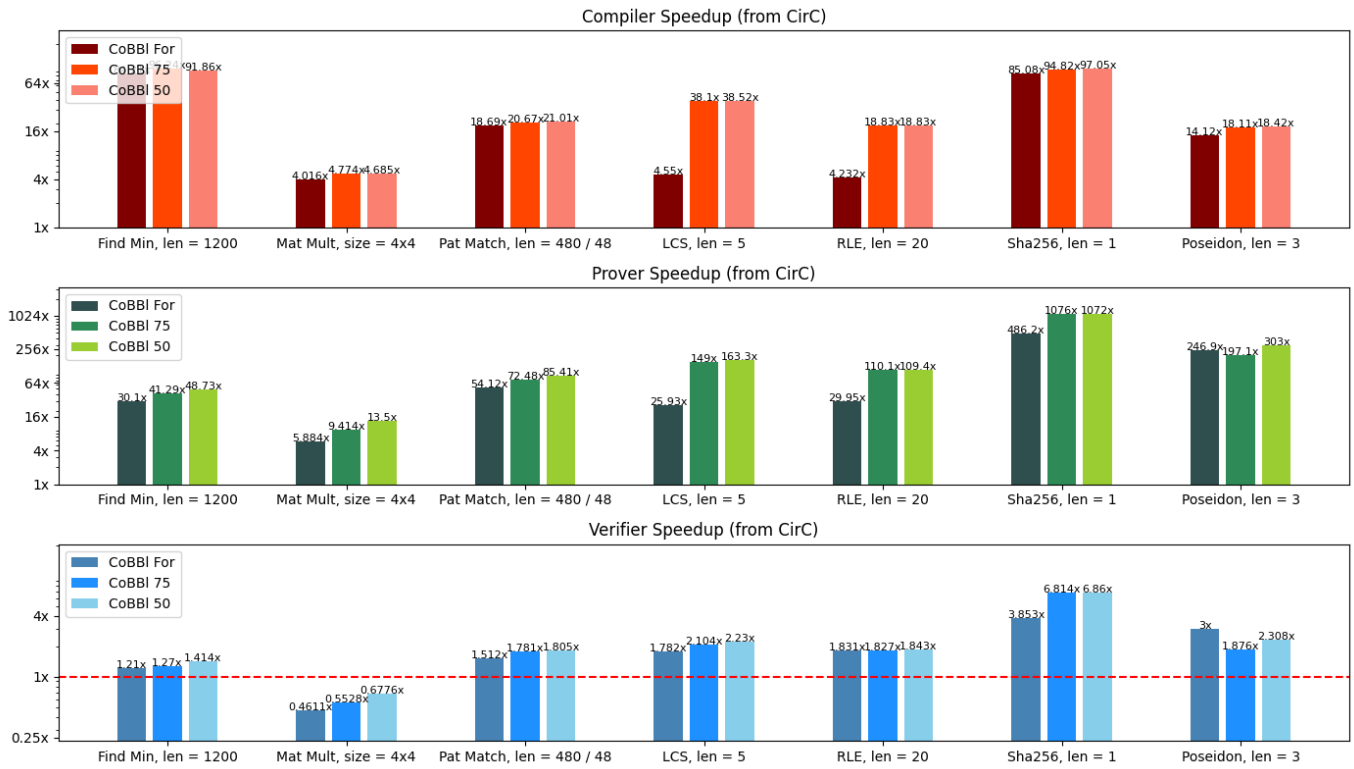 Compiler Speedup (from CirC)
CoBBl For
CoBBl 75
CoBBl 50
64x
16x
4x
1x
91.86x
4.016x 4.774x 4.685x
18.69x 20.67x 21.01x
4.55x 38.1x 38.52x
4.232x 18.83x 18.83x
85.08x 94.82x 97.05x
14.12x 18.11x 18.42x
Find Min, len = 1200 Mat Mult, size = 4x4 Pat Match, len = 480 / 48 LCS, len = 5 RLE, len = 20 Sha256, len = 1 Poseidon, len = 3
Prover Speedup (from CirC)
CoBBl For
CoBBl 75
CoBBl 50
1024x
256x
64x
16x
4x
1x
30.1x 41.29x 48.73x
5.884x 9.414x 13.5x
54.12x 72.48x 85.41x
25.93x 149x 163.3x
29.95x 110.1x 109.4x
486.2x 1076x 1072x
246.9x 197.1x 303x
Find Min, len = 1200 Mat Mult, size = 4x4 Pat Match, len = 480 / 48 LCS, len = 5 RLE, len = 20 Sha256, len = 1 Poseidon, len = 3
Verifier Speedup (from CirC)
CoBBl For
CoBBl 75
CoBBl 50
4x
1x
0.25x
1.21x 1.27x 1.414x
0.4611x 0.5528x 0.6776x
1.512x 1.781x 1.805x
1.782x 2.104x 2.23x
1.831x 1.827x 1.843x
3.853x 6.814x 6.86x
3x 1.876x 2.308x
Find Min, len = 1200 Mat Mult, size = 4x4 Pat Match, len = 480 / 48 LCS, len = 5 RLE, len = 20 Sha256, len = 1 Poseidon, len = 3